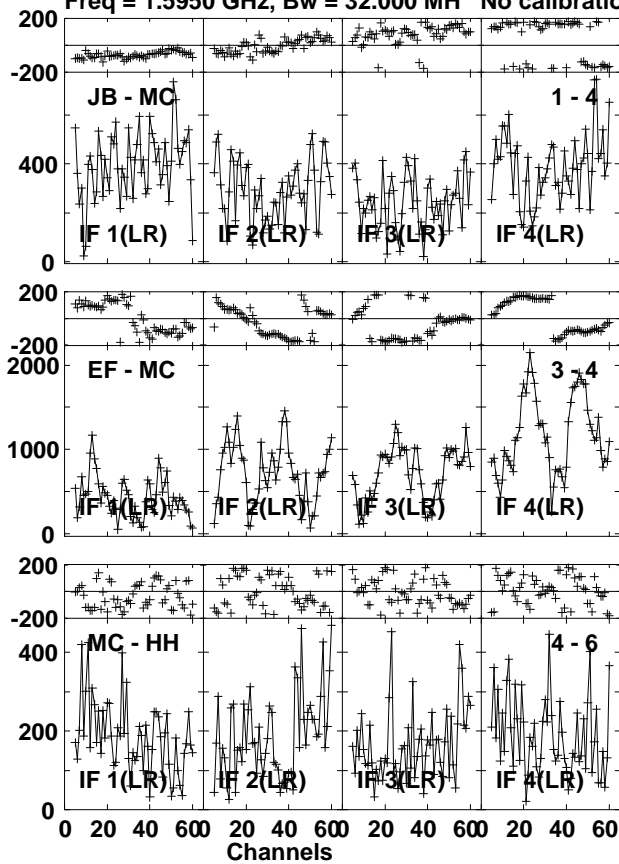 Freq = 1.5950 GHz, Bw = 32.000 MH No calibratio
200
-200
JB - MC 1 - 4
400
0
IF 1(LR) IF 2(LR) IF 3(LR) IF 4(LR)
200
-200
2000
EF - MC 3 - 4
1000
0
IF 1(LR) IF 2(LR) IF 3(LR) IF 4(LR)
200
-200
MC - HH 4 - 6
400
200
0
IF 1(LR) IF 2(LR) IF 3(LR) IF 4(LR)
0 20 40 60 0 20 40 60 0 20 40 60 0 20 40 60
Channels